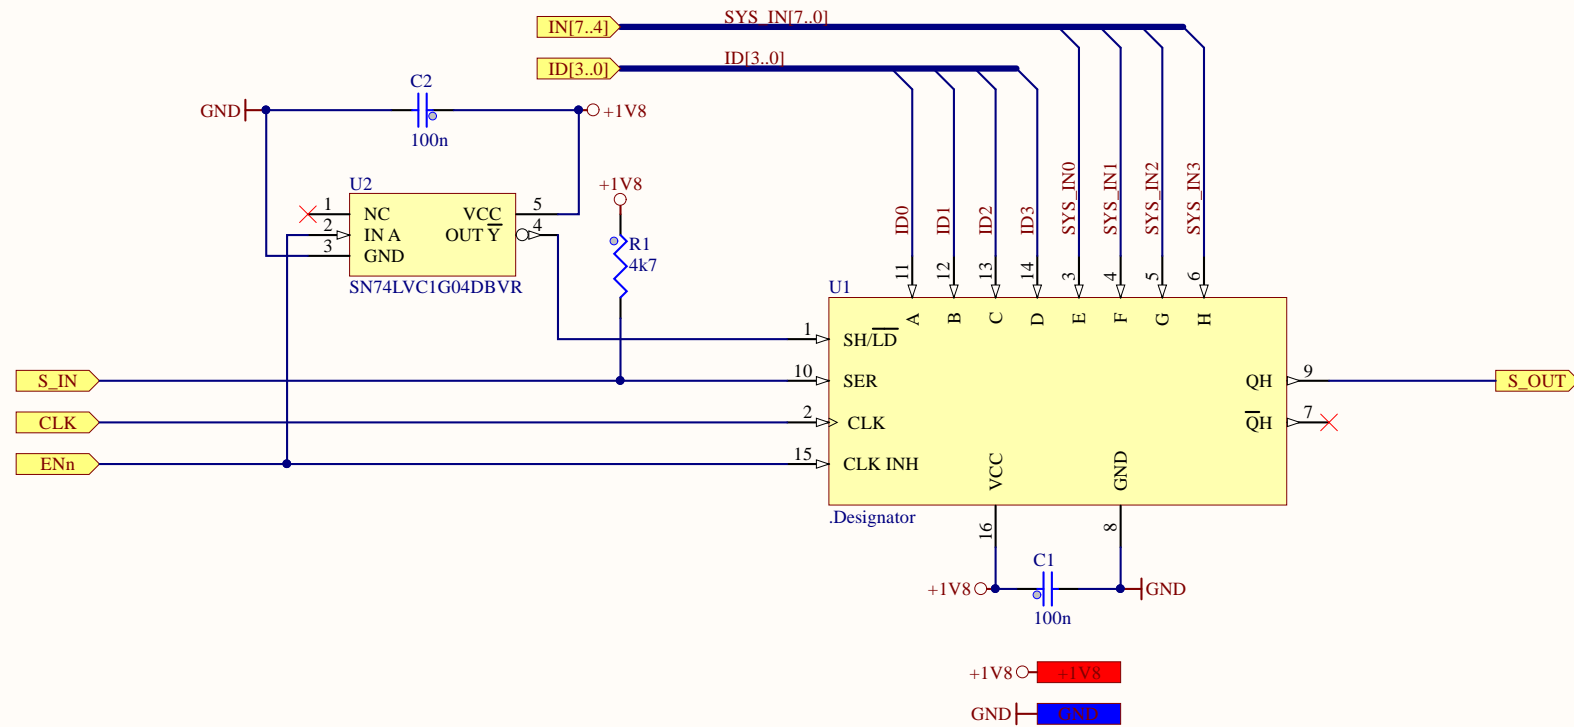 SYS_IN[7..0]
IN[7..4]
ID[3..0]
ID[3..0]
C2
GND
+1V8
100n
U2
+1V8
1 NC VCC 5
2 IN A OUT Y 4
3 GND
SN74LVC1G04DBVR
R1
4k7
ID0
ID1
ID2
ID3
SYS_IN0
SYS_IN1
SYS_IN2
SYS_IN3
11
12
13
14
3
4
5
6
U1
A
B
C
D
E
F
G
H
1 SH/LD
S_IN
10 SER
QH 9
S_OUT
CLK
2 CLK
QH 7
ENn
15 CLK INH
VCC
GND
.Designator
16
8
C1
+1V8
GND
100n
+1V8 +1V8
GND GND